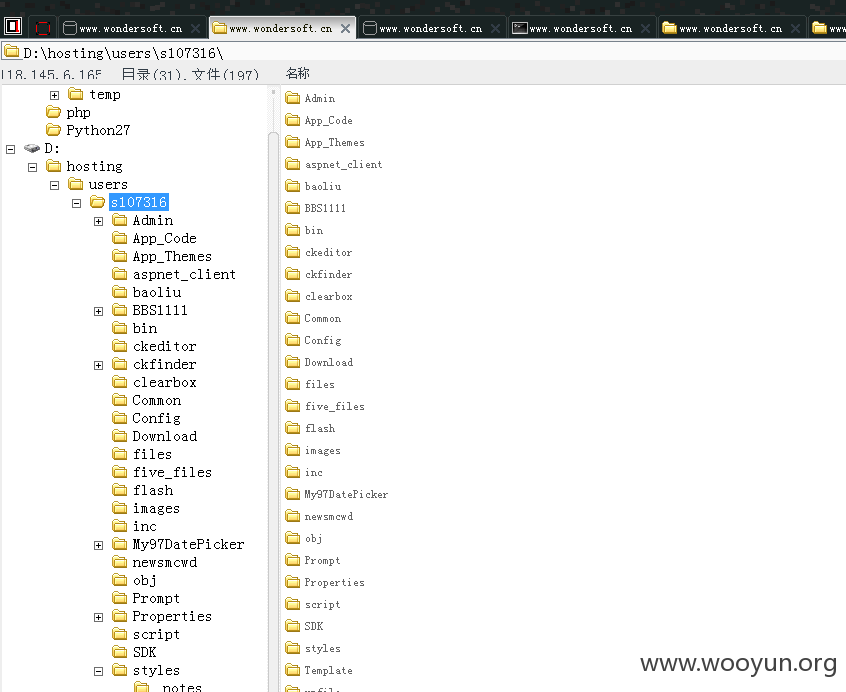 www.wondersoft.cn www.wondersoft.cn www.wondersoft.cn www.wondersoft.cn www.wondersoft.cn
D:\hosting\users\s107316\
118.145.6.165 目录(31),文件(197) 名称
temp
php
Python27
D:
hosting
users
s107316
Admin
App_Code
App_Themes
aspnet_client
baoliu
BBS1111
bin
ckeditor
ckfinder
clearbox
Common
Config
Download
files
five_files
flash
images
inc
My97DatePicker
newsmcwd
obj
Prompt
Properties
script
SDK
styles
_notes
Admin
App_Code
App_Themes
aspnet_client
baoliu
BBS1111
bin
ckeditor
ckfinder
clearbox
Common
Config
Download
files
five_files
flash
images
inc
My97DatePicker
newsmcwd
obj
Prompt
Properties
script
SDK
styles
Template
www.wooyun.org